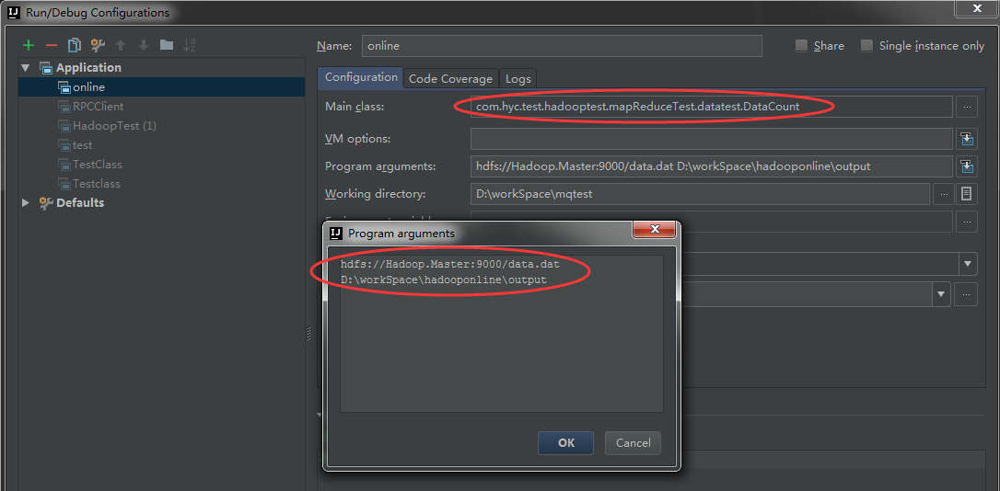 Run/Debug Configurations
Name: online
Share
Single instance only
Application
online
RPCClient
HadoopTest (1)
test
TestClass
Testclass
Defaults
Configuration
Code Coverage
Logs
Main class: com.hyc.test.hadooptest.mapReduceTest.datatest.DataCount
VM options:
Program arguments: hdfs://Hadoop.Master:9000/data.dat D:\workSpace\hadooponline\output
Working directory: D:\workSpace\mqtest
Program arguments
hdfs://Hadoop.Master:9000/data.dat
D:\workSpace\hadooponline\output
OK
Cancel